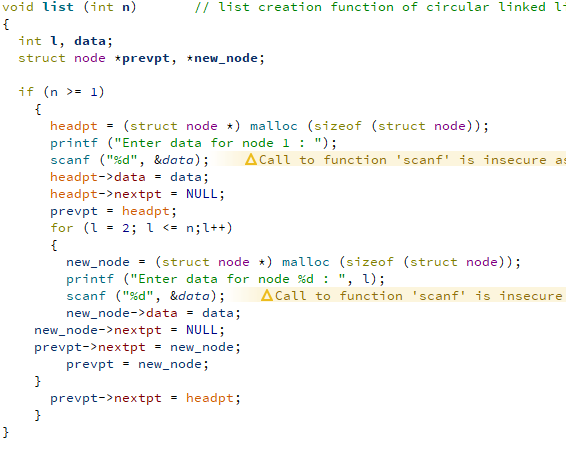 void list (int n)       // list creation function of circular linked li
{
  int l, data;
  struct node *prevpt, *new_node;

  if (n >= 1)
    {
      headpt = (struct node *) malloc (sizeof (struct node));
      printf ("Enter data for node 1 : ");
      scanf ("%d", &data);    ⚠Call to function 'scanf' is insecure as
      headpt->data = data;
      headpt->nextpt = NULL;
      prevpt = headpt;
      for (l = 2; l <= n;l++)
      {
        new_node = (struct node *) malloc (sizeof (struct node));
        printf ("Enter data for node %d : ", l);
        scanf ("%d", &data);    ⚠Call to function 'scanf' is insecure
        new_node->data = data;
    new_node->nextpt = NULL;
    prevpt->nextpt = new_node;
        prevpt = new_node;
    }
      prevpt->nextpt = headpt;
    }
}